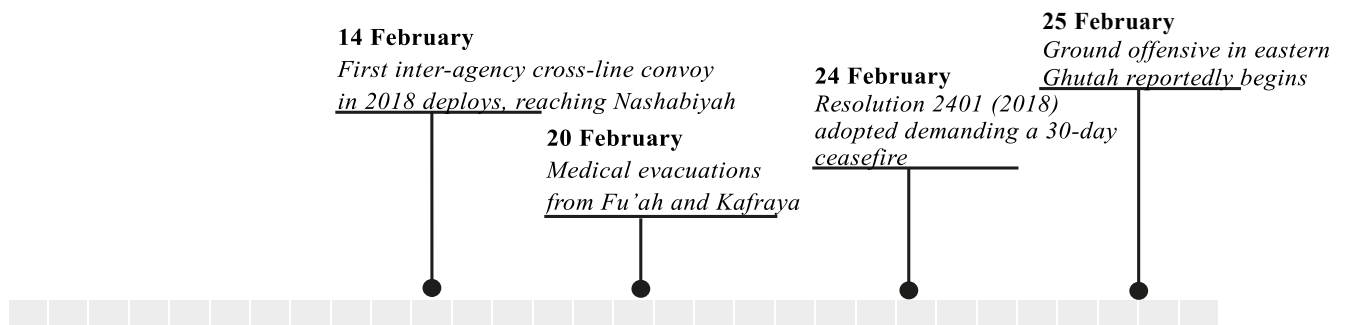 14 February
First inter-agency cross-line convoy
in 2018 deploys, reaching Nashabiyah
20 February
Medical evacuations
from Fu’ah and Kafraya
24 February
Resolution 2401 (2018)
adopted demanding a 30-day
ceasefire
25 February
Ground offensive in eastern
Ghutah reportedly begins